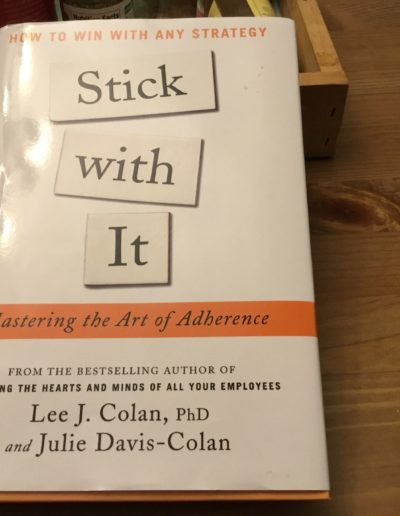 HOW TO WIN WITH ANY STRATEGY
Stick
with
It
astering the Art of Adherence
FROM THE BESTSELLING AUTHOR OF
NG THE HEARTS AND MINDS OF ALL YOUR EMPLOYEES
Lee J. Colan, PhD
and Julie Davis-Colan